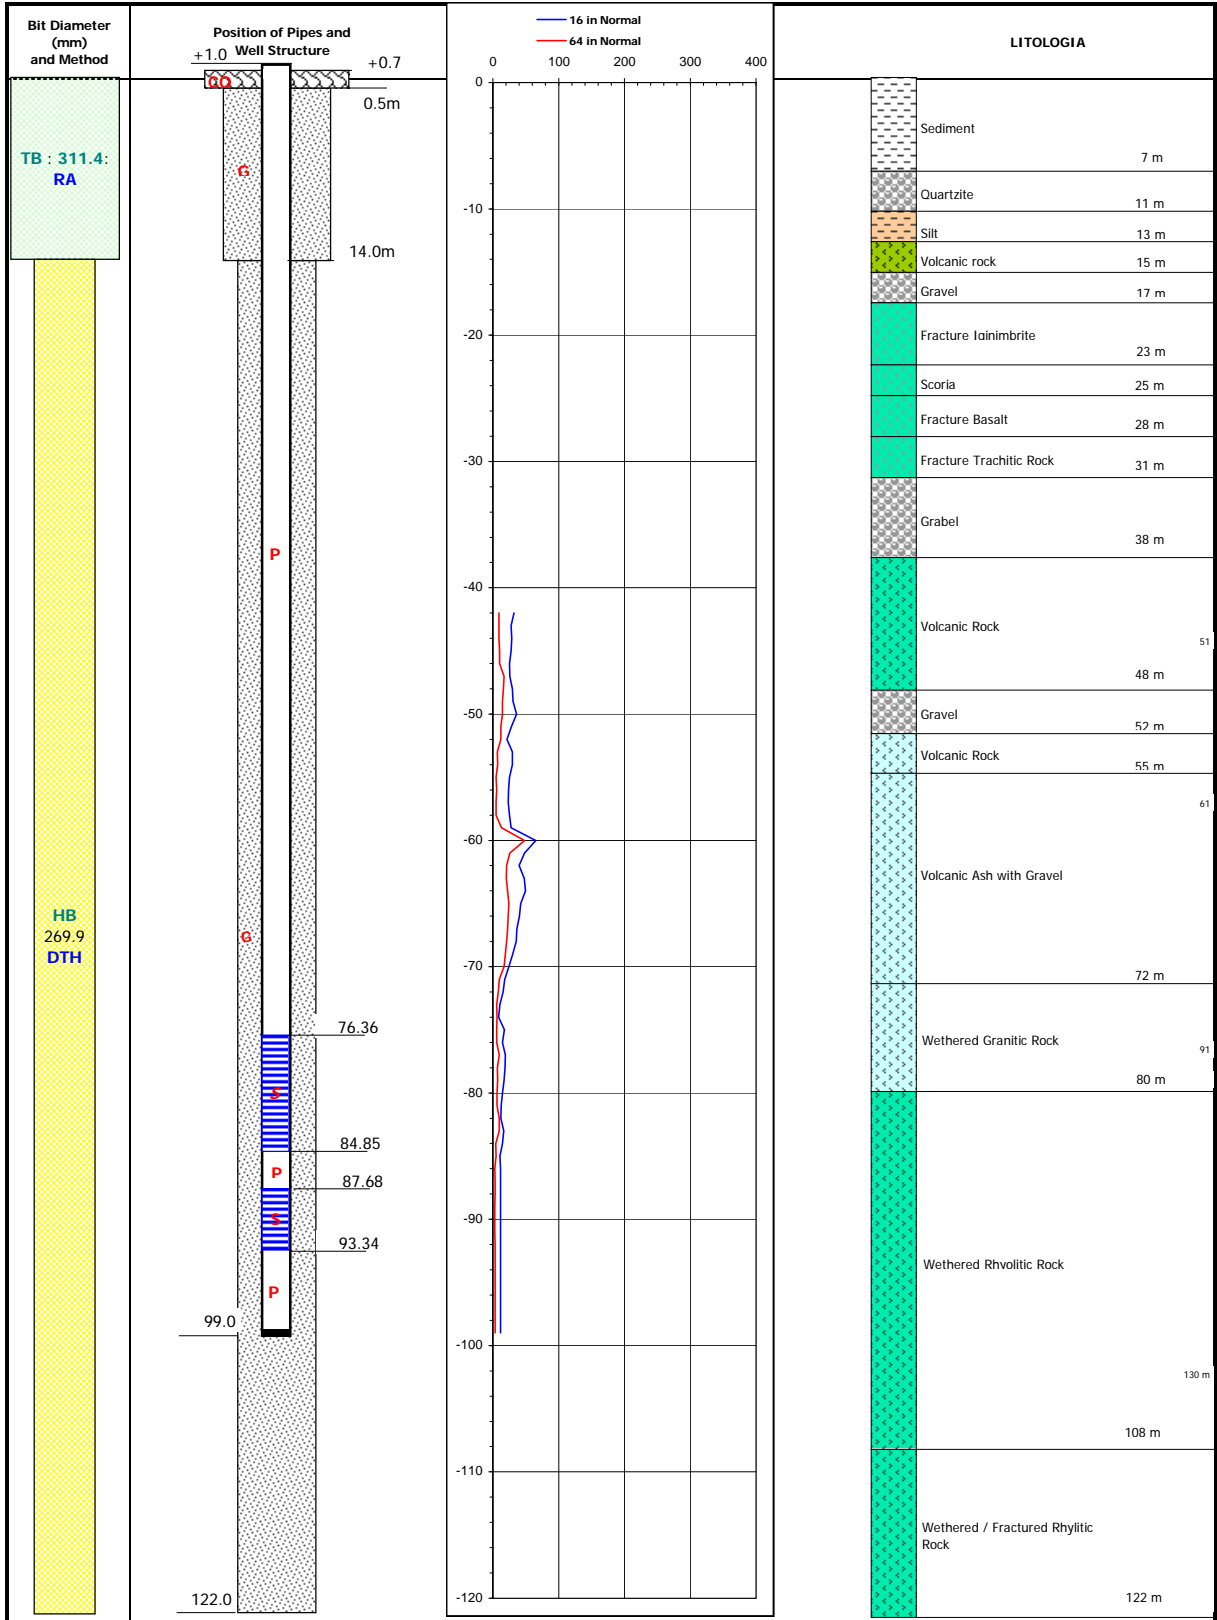 Bit Diameter
(mm)
and Method
Position of Pipes and
Well Structure
16 in Normal
64 in Normal
LITOLOGIA
+1.0
+0.7
CO
0.5m
TB : 311.4:
RA
G
14.0m
P
HB
269.9
DTH
G
76.36
S
84.85
P
87.68
S
93.34
P
99.0
122.0
0 100 200 300 400
0
-10
-20
-30
-40
-50
-60
-70
-80
-90
-100
-110
-120
Sediment
7 m
Quartzite
11 m
Silt 13 m
Volcanic rock 15 m
Gravel 17 m
Fracture Iginimbrite
23 m
Scoria 25 m
Fracture Basalt 28 m
Fracture Trachitic Rock 31 m
Grabel
38 m
Volcanic Rock
51
48 m
Gravel
52 m
Volcanic Rock
55 m
61
Volcanic Ash with Gravel
72 m
Wethered Granitic Rock
91
80 m
Wethered Rhyolitic Rock
130 m
108 m
Wethered / Fractured Rhylitic
Rock
122 m